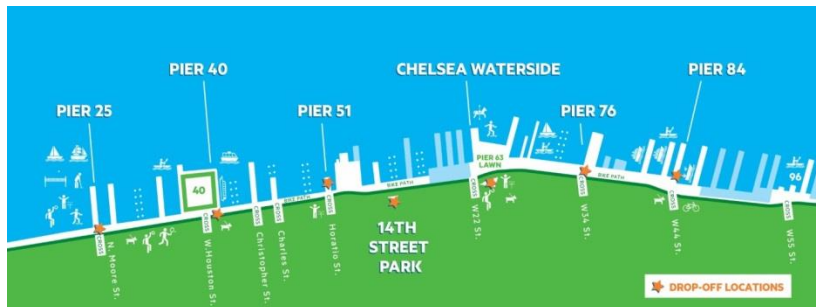 CHELSEA WATERSIDE
PIER 40
PIER 84
PIER 51
PIER 76
PIER 25
PIER 63
LAWN
40
96
BIKE PATH
BIKE PATH
BIKE PATH
BIKE PATH
CROSS
N. Moore St.
CROSS
W. Houston St.
CROSS
Christopher St.
CROSS
Charles St.
CROSS
Horatio St.
CROSS
W22 St.
CROSS
W34 St.
CROSS
W44 St.
CROSS
W55 St.
14TH
STREET
PARK
DROP-OFF LOCATIONS